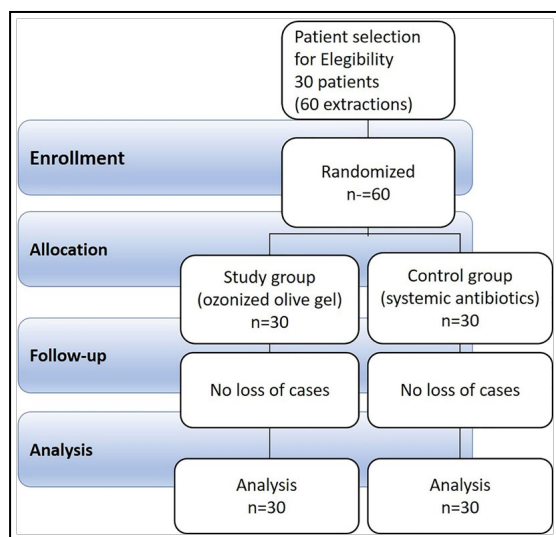 Patient selection
for Elegibility
30 patients
(60 extractions)
Enrollment
Randomized
n-=60
Allocation
Study group
(ozonized olive gel)
n=30
Control group
(systemic antibiotics)
n=30
Follow-up
No loss of cases
No loss of cases
Analysis
Analysis
n=30
Analysis
n=30